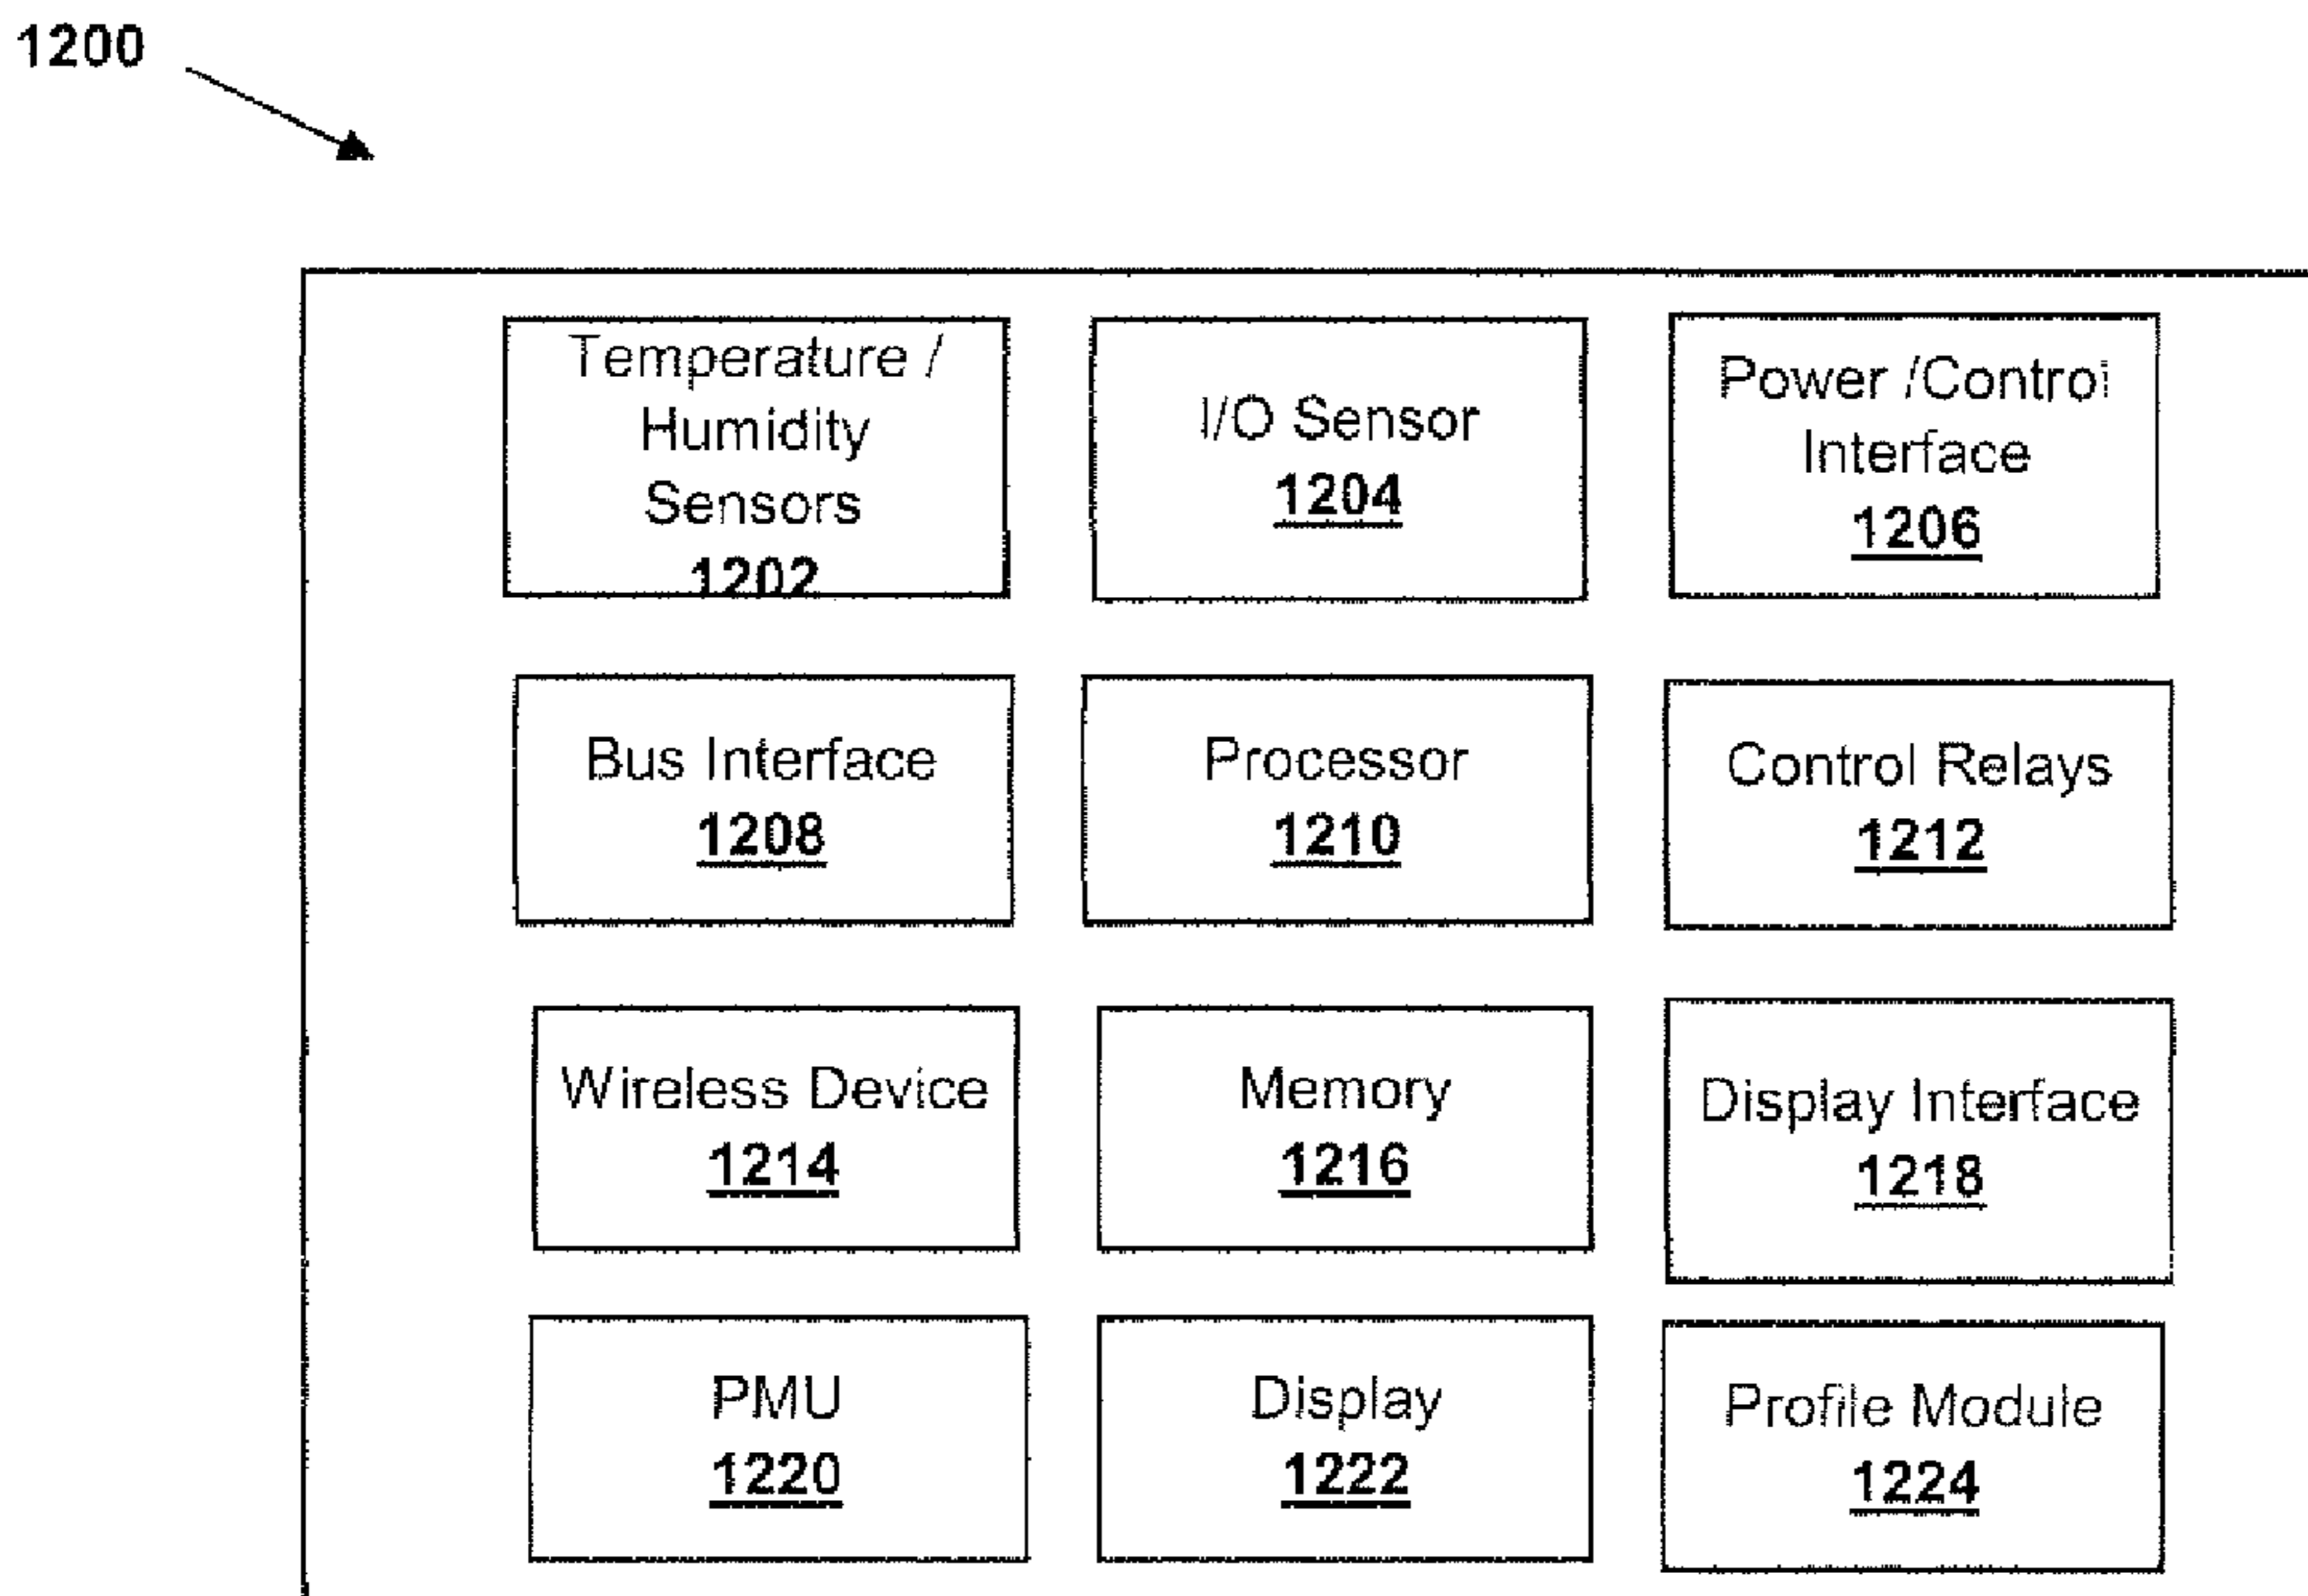 1200
Temperature /
Humidity
Sensors
1202
I/O Sensor
1204
Power /Control
Interface
1206
Bus Interface
1208
Processor
1210
Control Relays
1212
Wireless Device
1214
Memory
1216
Display Interface
1218
PMU
1220
Display
1222
Profile Module
1224